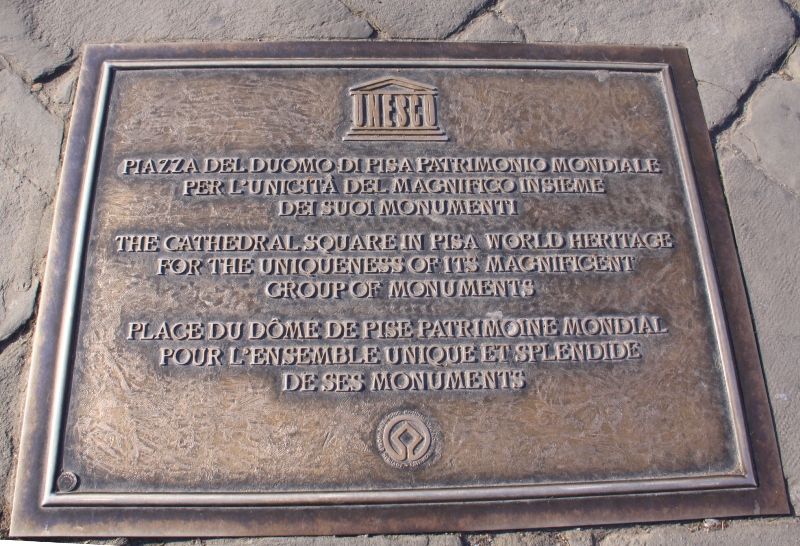 UNESCO
PIAZZA DEL DUOMO DI PISA PATRIMONIO MONDIALE
PER L'UNICITÀ DEL MAGNIFICO INSIEME
DEI SUOI MONUMENTI
THE CATHEDRAL SQUARE IN PISA WORLD HERITAGE
FOR THE UNIQUENESS OF ITS MAGNIFICENT
GROUP OF MONUMENTS
PLACE DU DÔME DE PISE PATRIMOINE MONDIAL
POUR L'ENSEMBLE UNIQUE ET SPLENDIDE
DE SES MONUMENTS